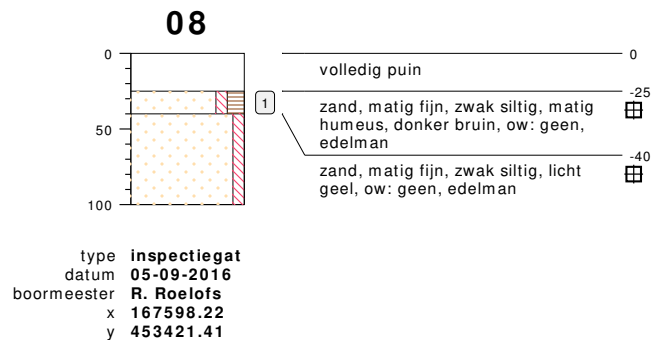 08
0
50
100
1
0
volledig puin
-25
zand, matig fijn, zwak siltig, matig
humeus, donker bruin, ow: geen,
edelman
-40
zand, matig fijn, zwak siltig, licht
geel, ow: geen, edelman
type inspectiegat
datum 05-09-2016
boormeester R. Roelofs
x 167598.22
y 453421.41